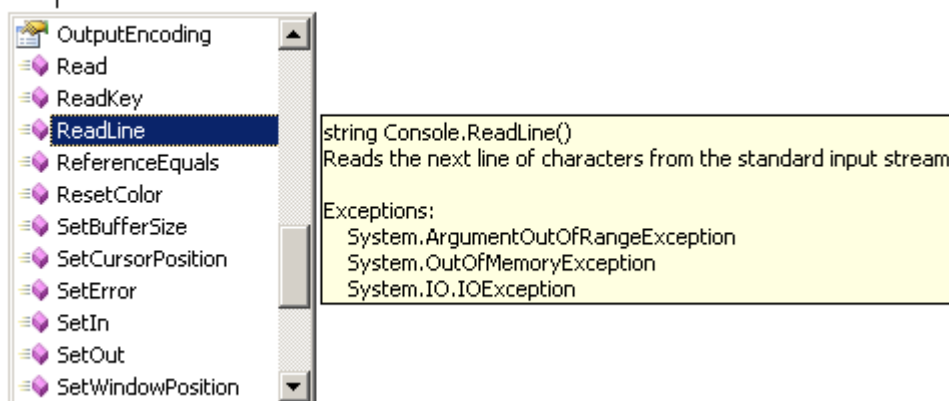 OutputEncoding
Read
ReadKey
ReadLine
ReferenceEquals
ResetColor
SetBufferSize
SetCursorPosition
SetError
SetIn
SetOut
SetWindowPosition
string Console.ReadLine()
Reads the next line of characters from the standard input stream
Exceptions:
System.ArgumentOutOfRangeException
System.OutOfMemoryException
System.IO.IOException